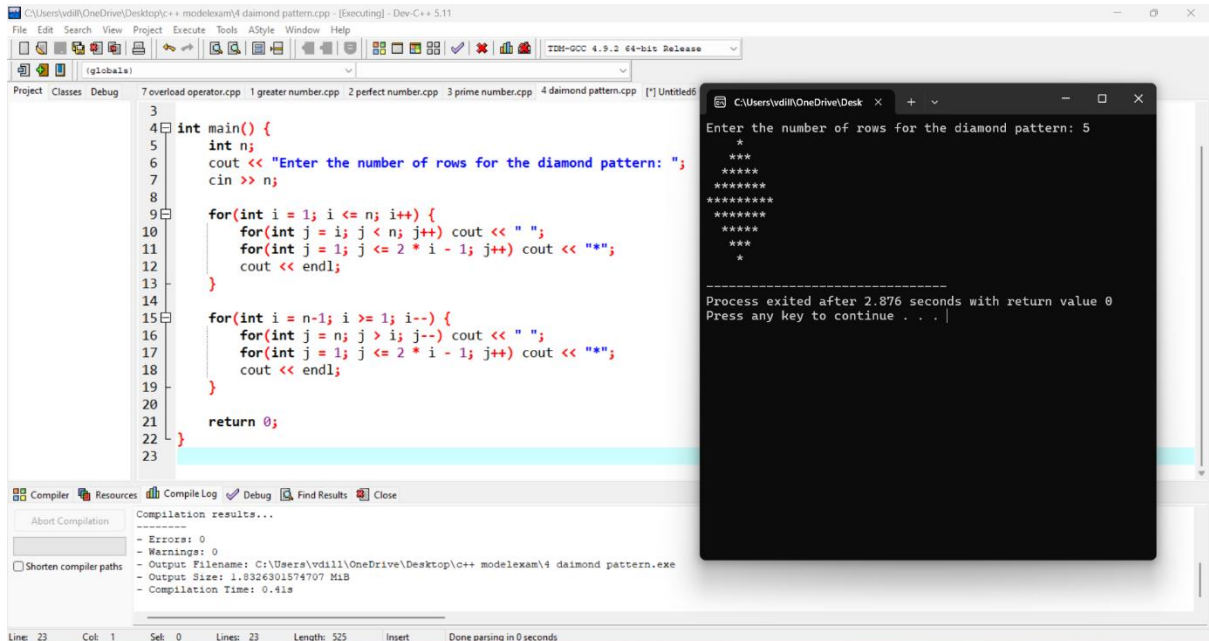 C:\Users\vdill\OneDrive\Desktop\c++ modelexam\4 daimond pattern.cpp - [Executing] - Dev-C++ 5.11
File Edit Search View Project Execute Tools AStyle Window Help
TDM-GCC 4.9.2 64-bit Release
(globals)
Project Classes Debug
7 overload operator.cpp 1 greater number.cpp 2 perfect number.cpp 3 prime number.cpp 4 daimond pattern.cpp [*] Untitled6
3
4 int main() {
5     int n;
6     cout << "Enter the number of rows for the diamond pattern: ";
7     cin >> n;
8
9     for(int i = 1; i <= n; i++) {
10         for(int j = i; j < n; j++) cout << " ";
11         for(int j = 1; j <= 2 * i - 1; j++) cout << "*";
12         cout << endl;
13     }
14
15     for(int i = n-1; i >= 1; i--) {
16         for(int j = n; j > i; j--) cout << " ";
17         for(int j = 1; j <= 2 * i - 1; j++) cout << "*";
18         cout << endl;
19     }
20
21     return 0;
22 }
23
C:\Users\vdill\OneDrive\Desk
Enter the number of rows for the diamond pattern: 5
    *
   ***
  *****
 *******
*********
 *******
  *****
   ***
    *
--------------------------------
Process exited after 2.876 seconds with return value 0
Press any key to continue . . .
Compiler Resources Compile Log Debug Find Results Close
Abort Compilation
Shorten compiler paths
Compilation results...
--------
- Errors: 0
- Warnings: 0
- Output Filename: C:\Users\vdill\OneDrive\Desktop\c++ modelexam\4 daimond pattern.exe
- Output Size: 1.8326301574707 MiB
- Compilation Time: 0.41s
Line: 23 Col: 1 Sel: 0 Lines: 23 Length: 525 Insert Done parsing in 0 seconds